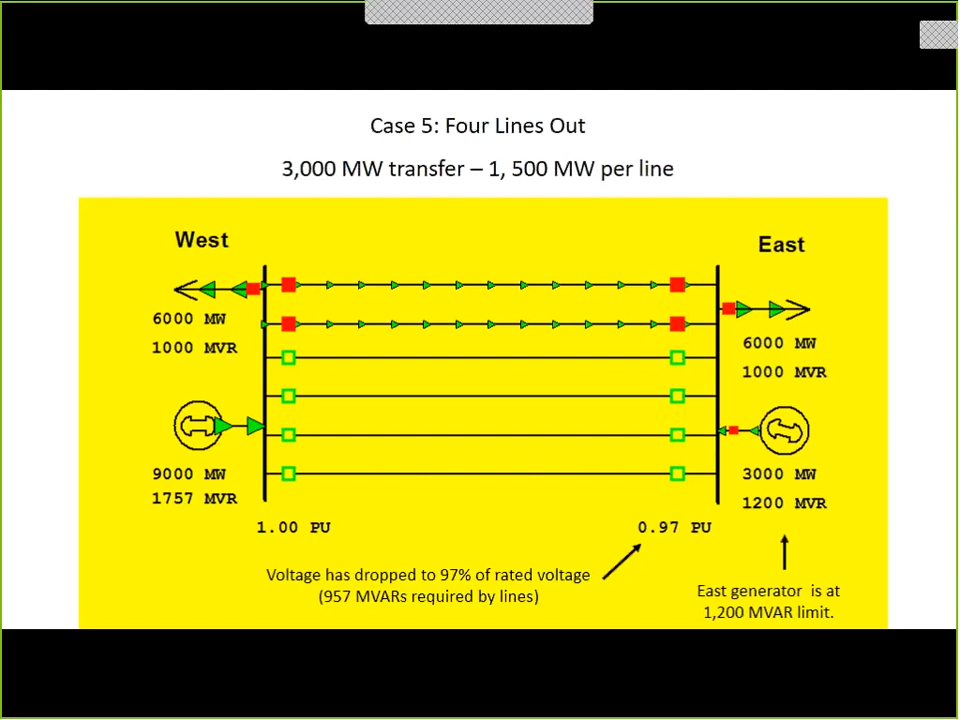 Case 5: Four Lines Out
3,000 MW transfer – 1, 500 MW per line
West
East
6000 MW
1000 MVR
6000 MW
1000 MVR
9000 MW
1757 MVR
3000 MW
1200 MVR
1.00 PU
0.97 PU
Voltage has dropped to 97% of rated voltage
(957 MVARs required by lines)
East generator is at
1,200 MVAR limit.